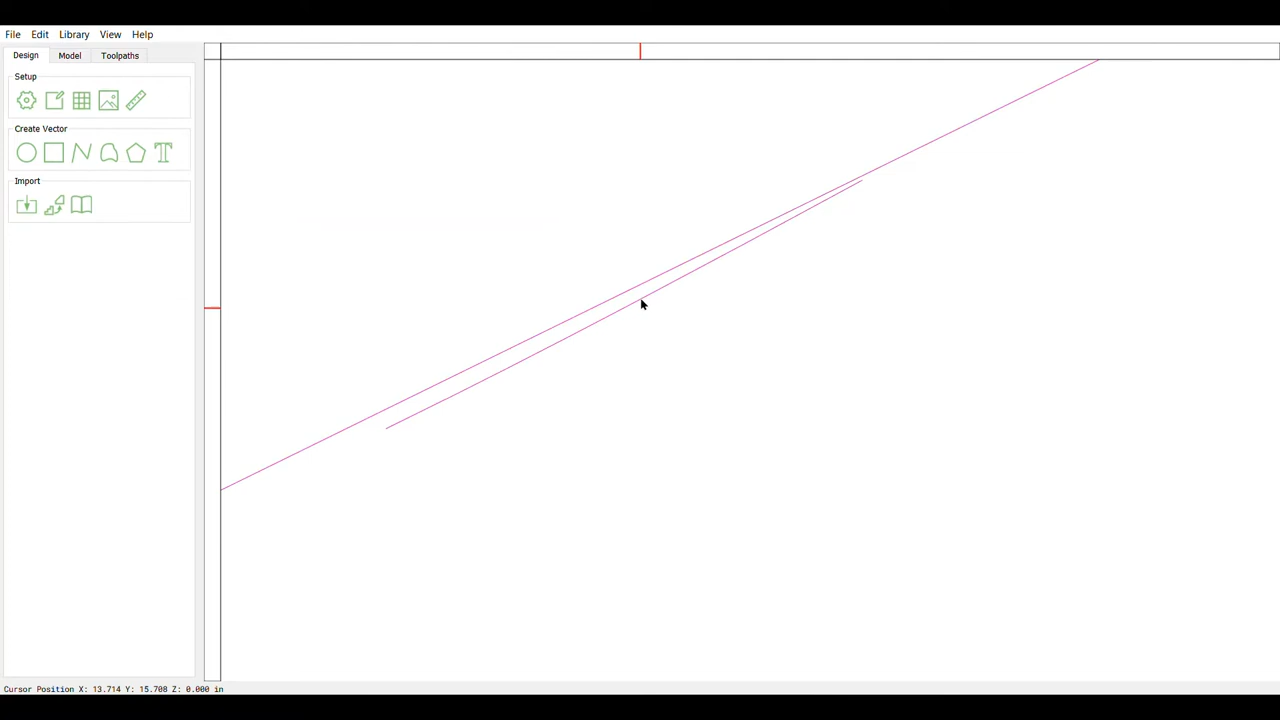 File Edit Library View Help
Design Model Toolpaths
Setup
Create Vector
Import
Cursor Position X: 13.714 Y: 15.708 Z: 0.000 in